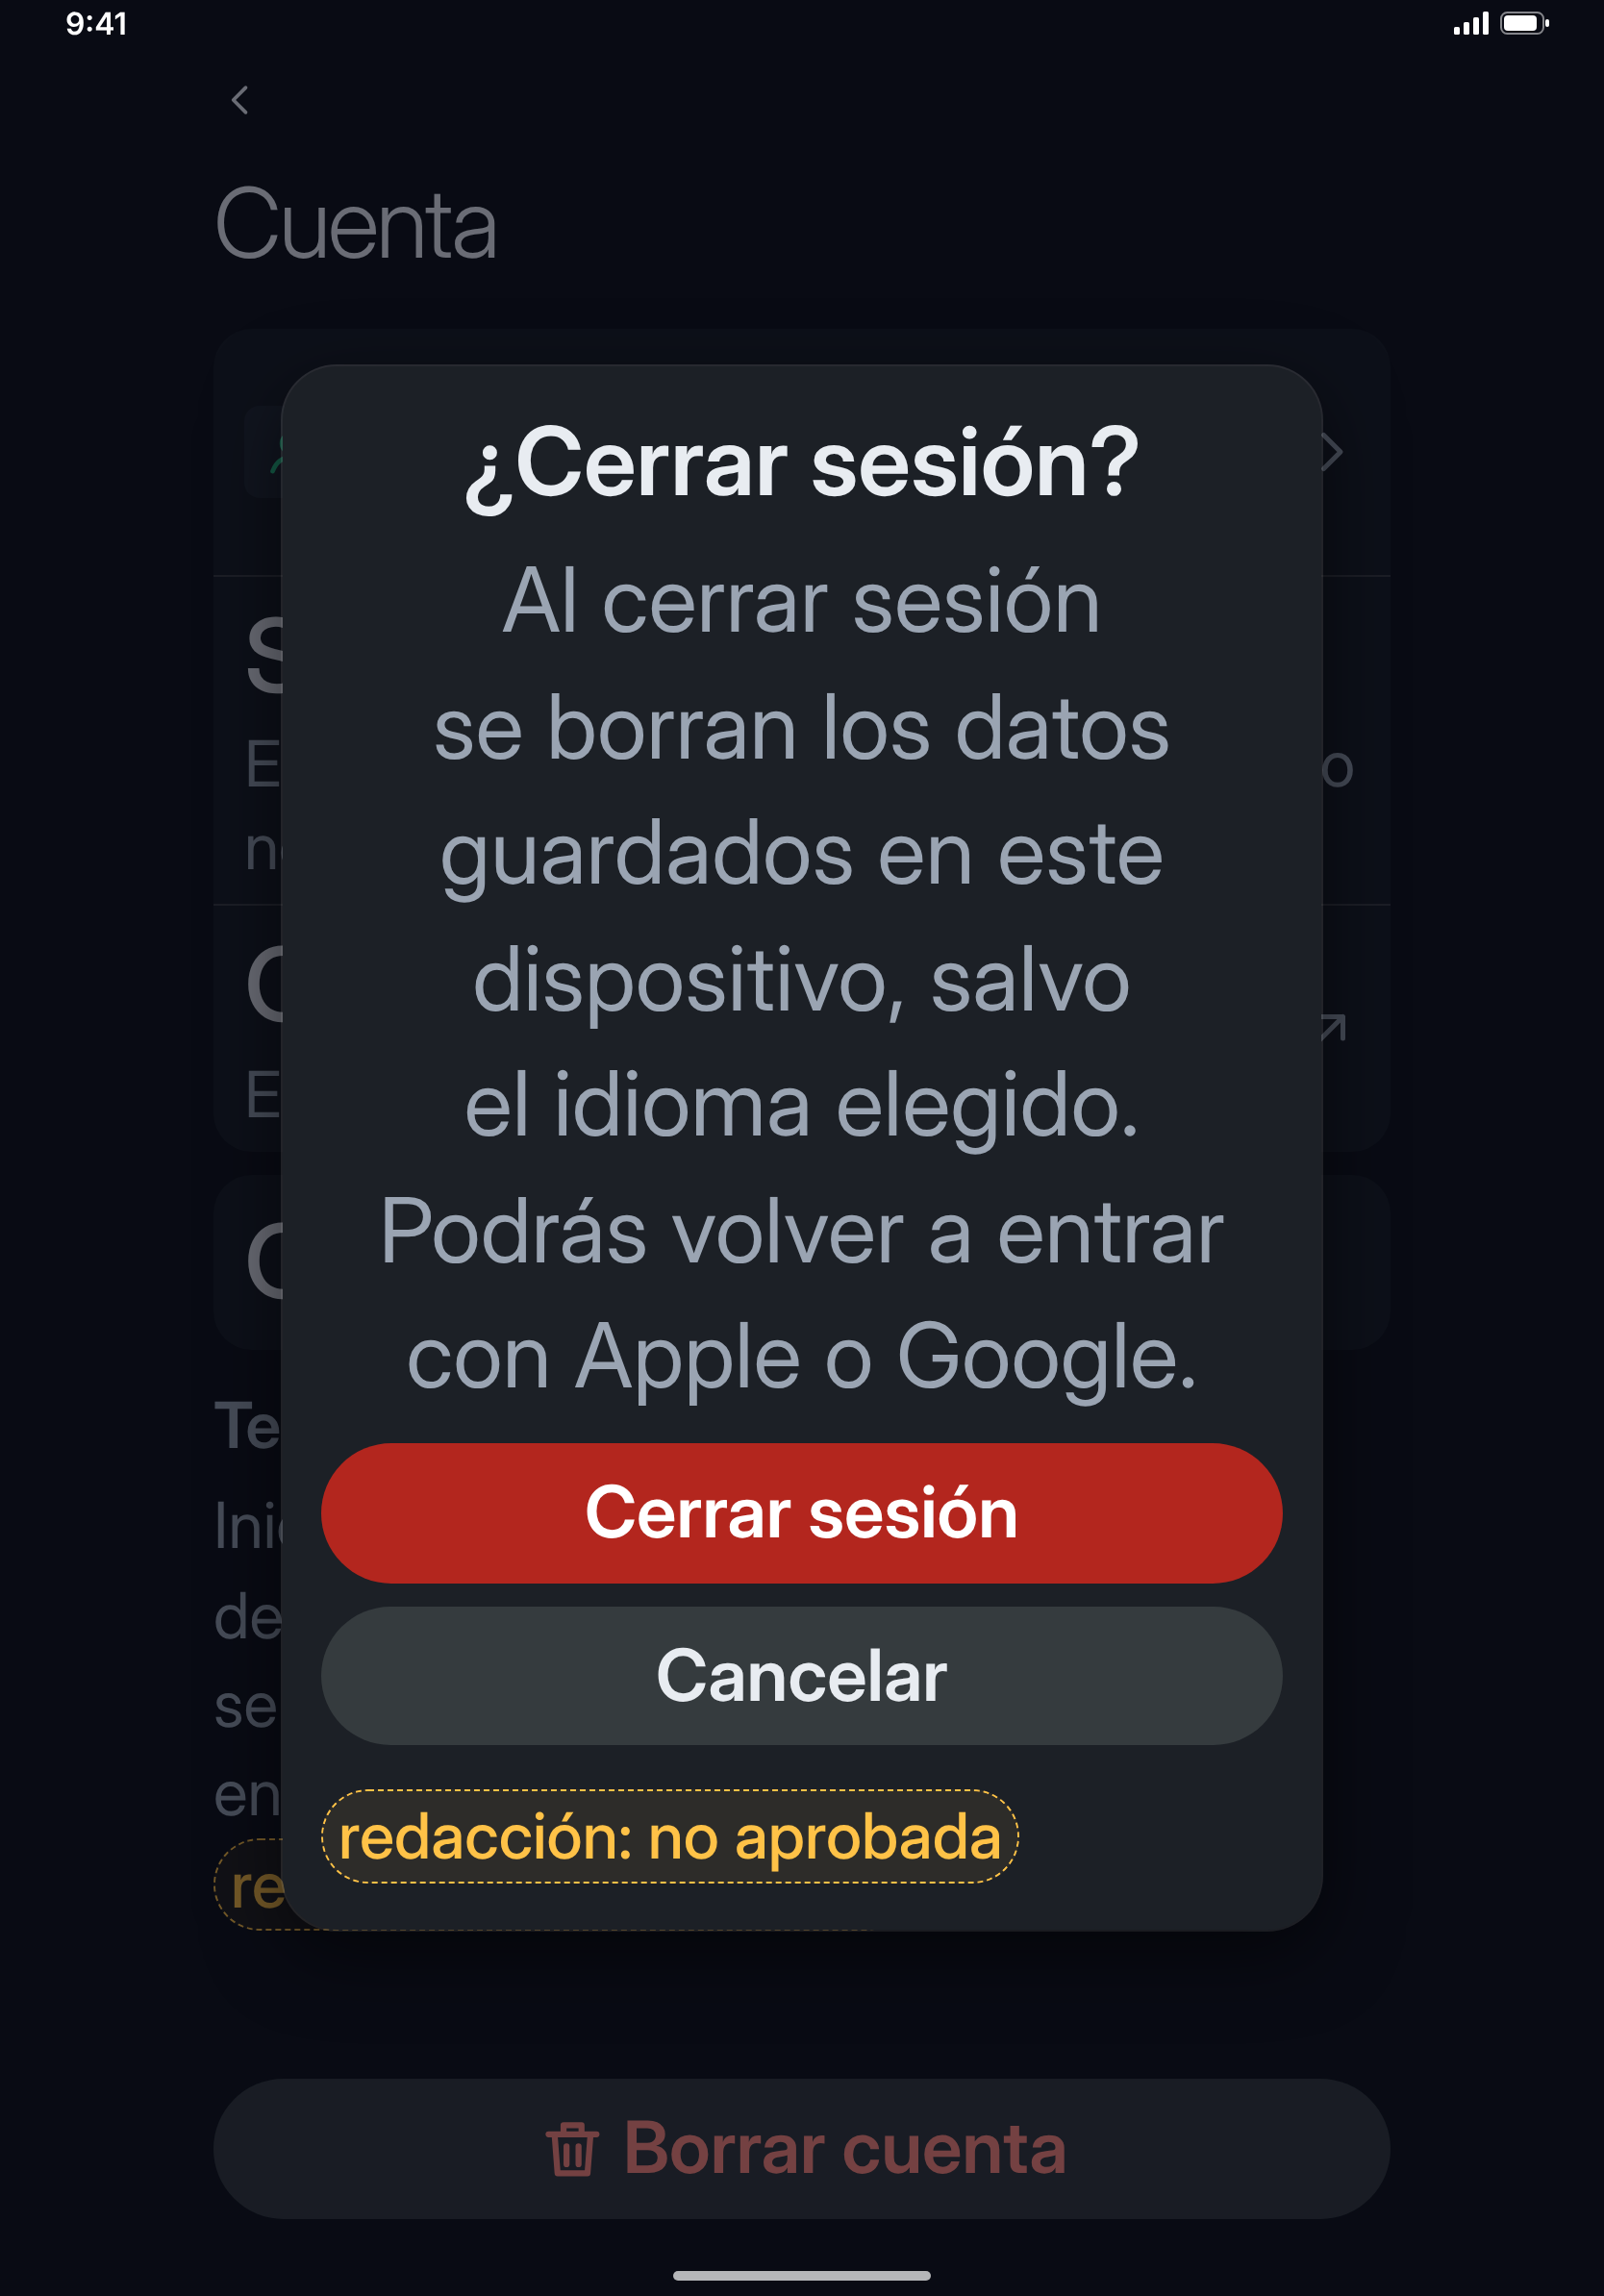 9:41
Cuenta
¿Cerrar sesión?
Al cerrar sesión
se borran los datos
guardados en este
dispositivo, salvo
el idioma elegido.
Podrás volver a entrar
con Apple o Google.
Cerrar sesión
Cancelar
redacción: no aprobada
Borrar cuenta